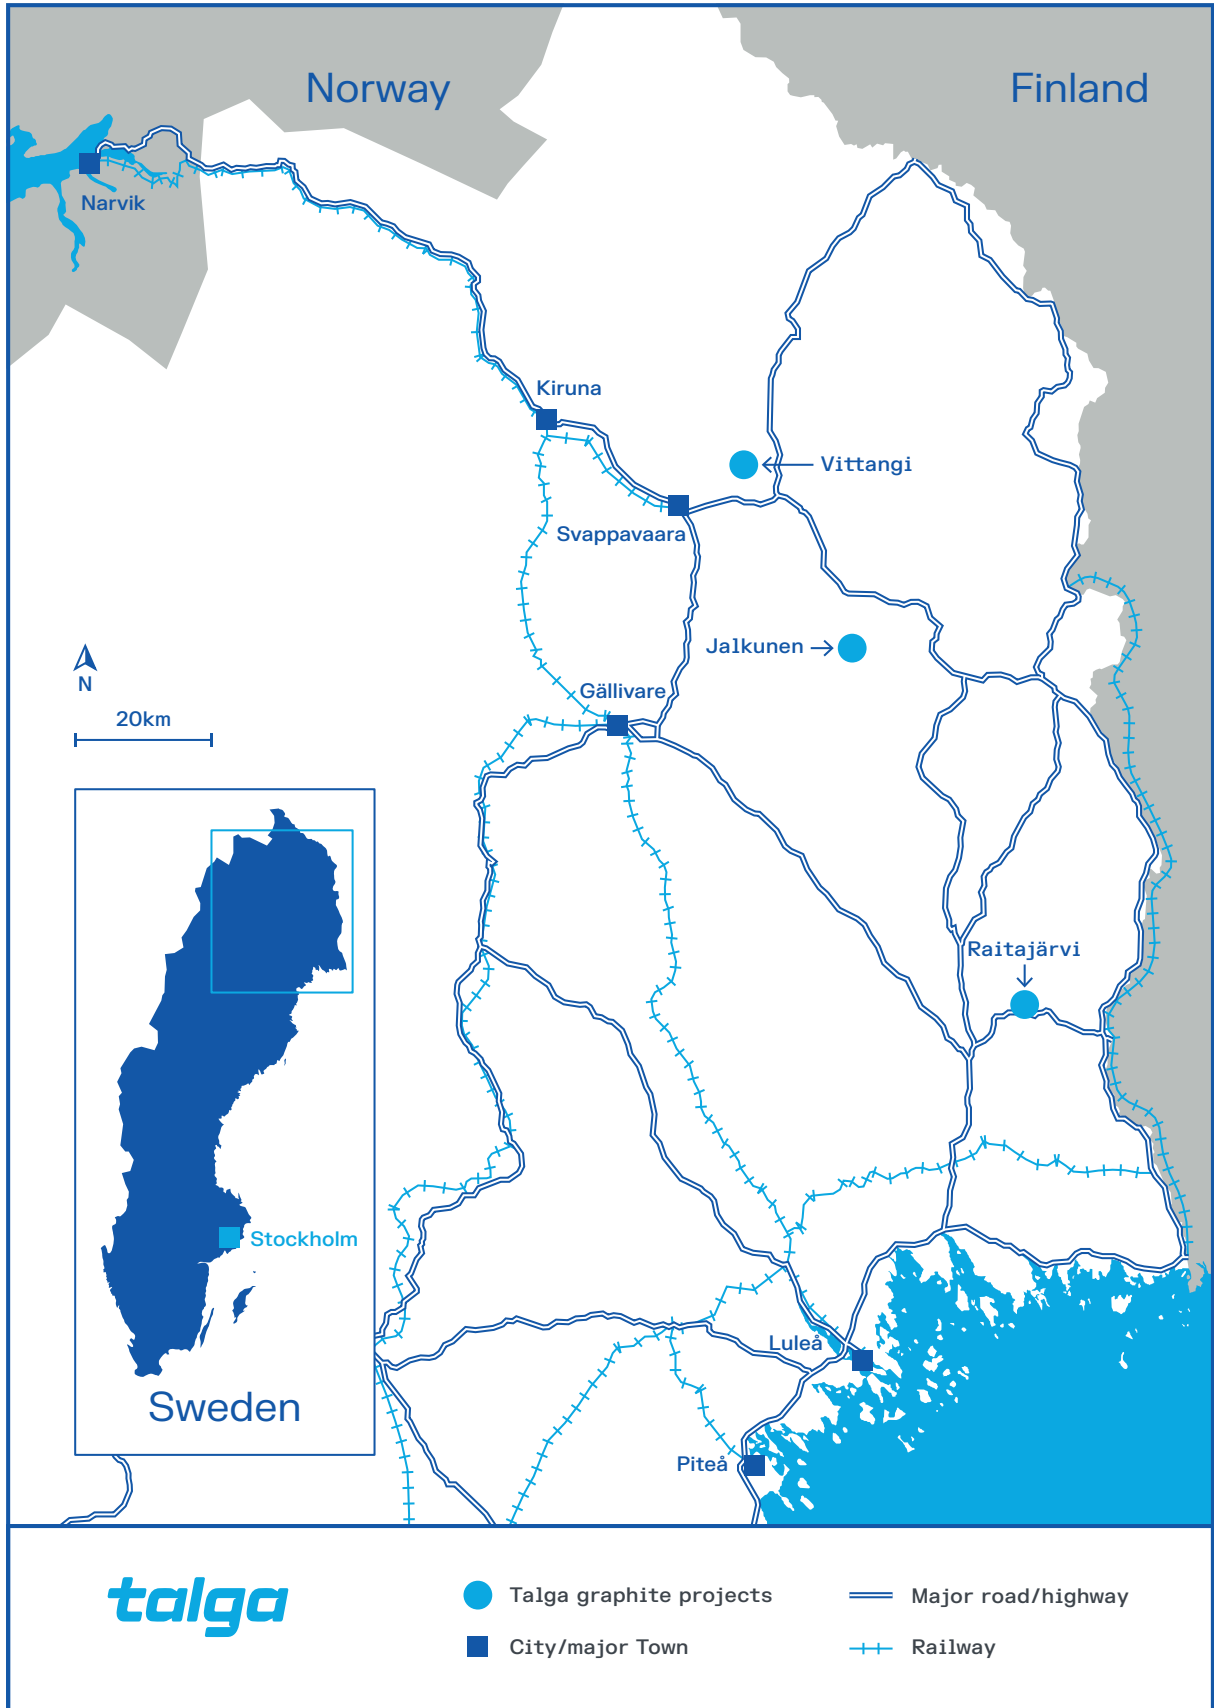 Norway
Finland
Narvik
Kiruna
Vittangi
Svappavaara
Jalkunen
N
Gällivare
20km
Raitajärvi
Stockholm
Luleå
Sweden
Piteå
talga
Talga graphite projects
Major road/highway
City/major Town
Railway